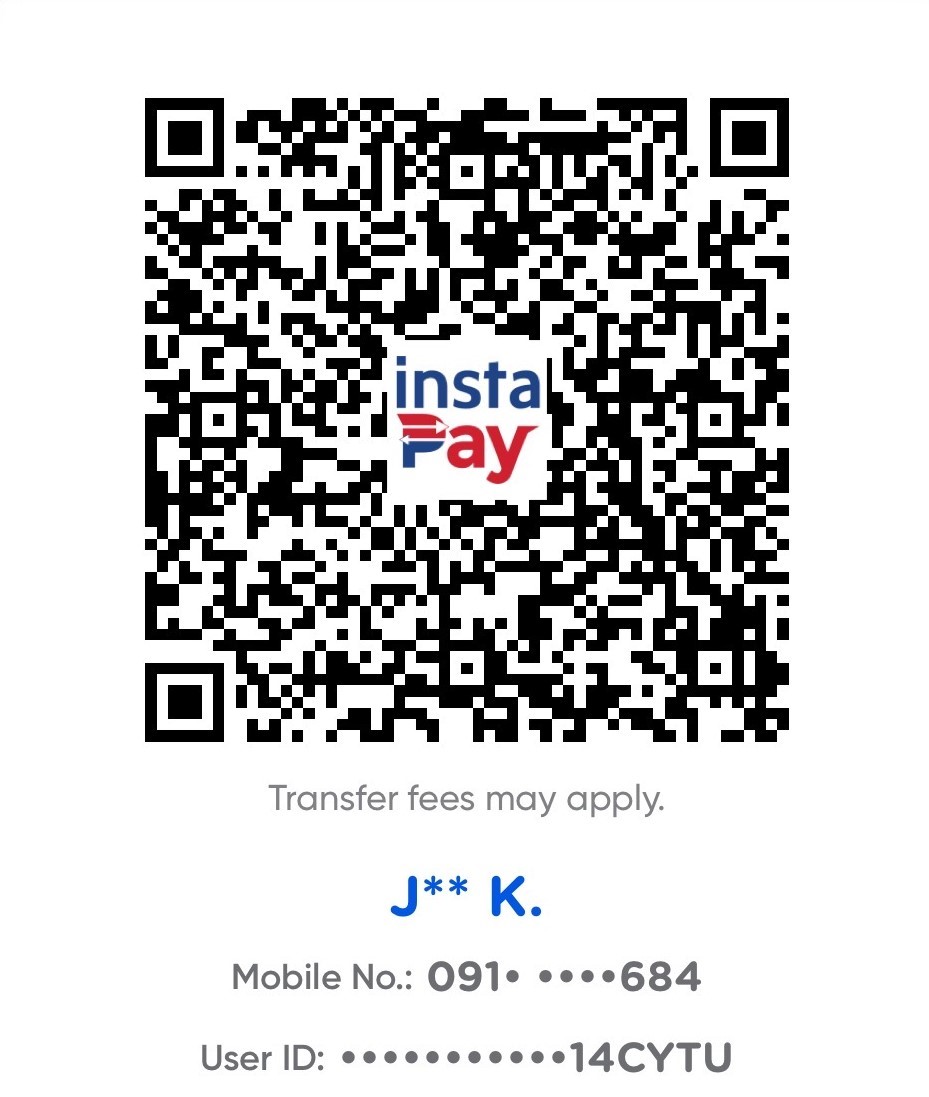 insta
Pay
Transfer fees may apply.
J** K.
Mobile No.: 091• ••••684
User ID: •••••••••••14CYTU